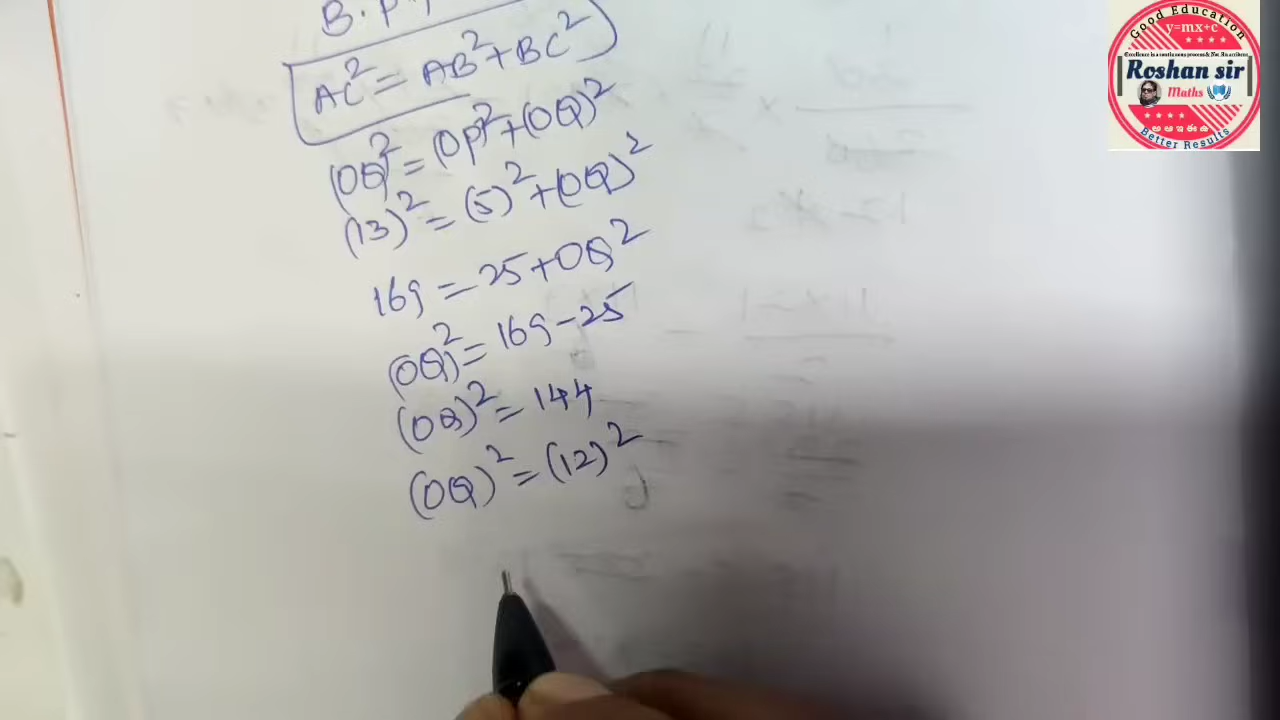 B.P.
AC² = AB² + BC²
(OQ)² = (OP)² + (OQ)²
(13)² = (5)² + (OQ)²
169 = 25 + OQ²
(OQ)² = 169 - 25
(OQ)² = 144
(OQ)² = (12)²
Good Education
y=mx+c
Roshan sir
Maths
అ ఆ ఇ ఈ ఉ
Better Results